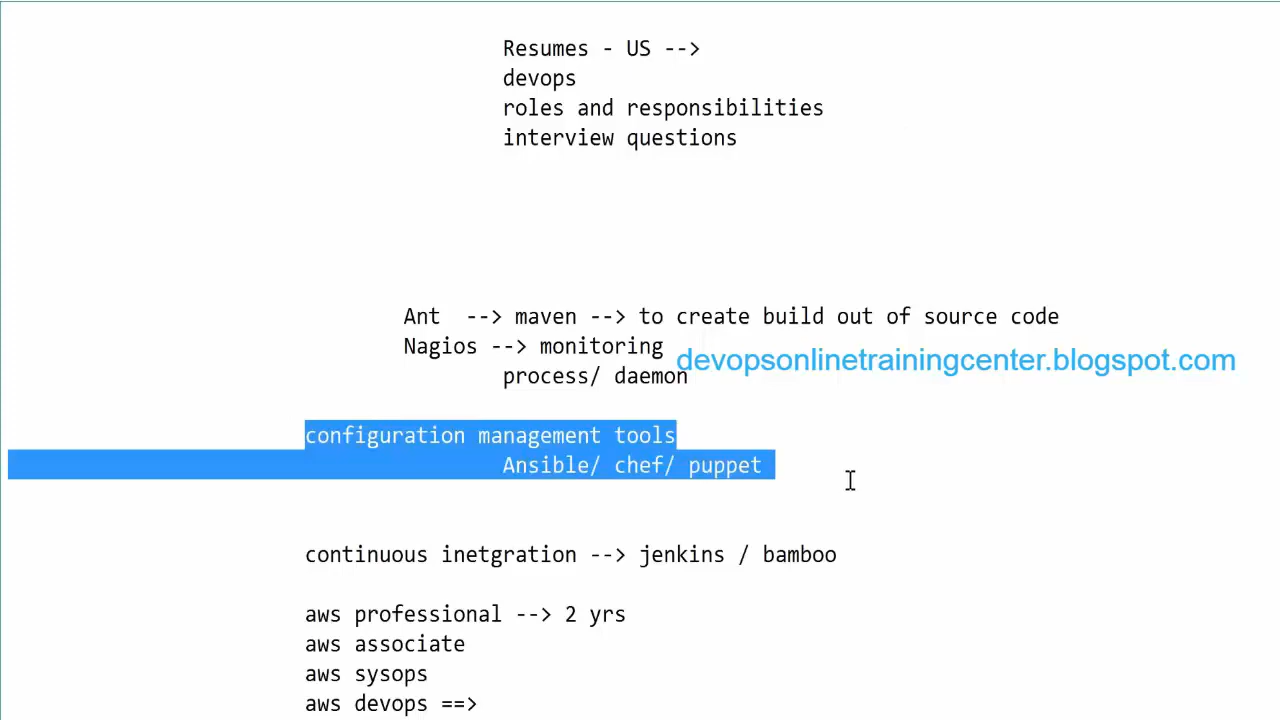 Resumes - US -->
devops
roles and responsibilities
interview questions
Ant --> maven --> to create build out of source code
Nagios --> monitoring
devopsonlinetrainingcenter.blogspot.com
process/ daemon
configuration management tools
Ansible/ chef/ puppet
continuous inetgration --> jenkins / bamboo
aws professional --> 2 yrs
aws associate
aws sysops
aws devops ==>